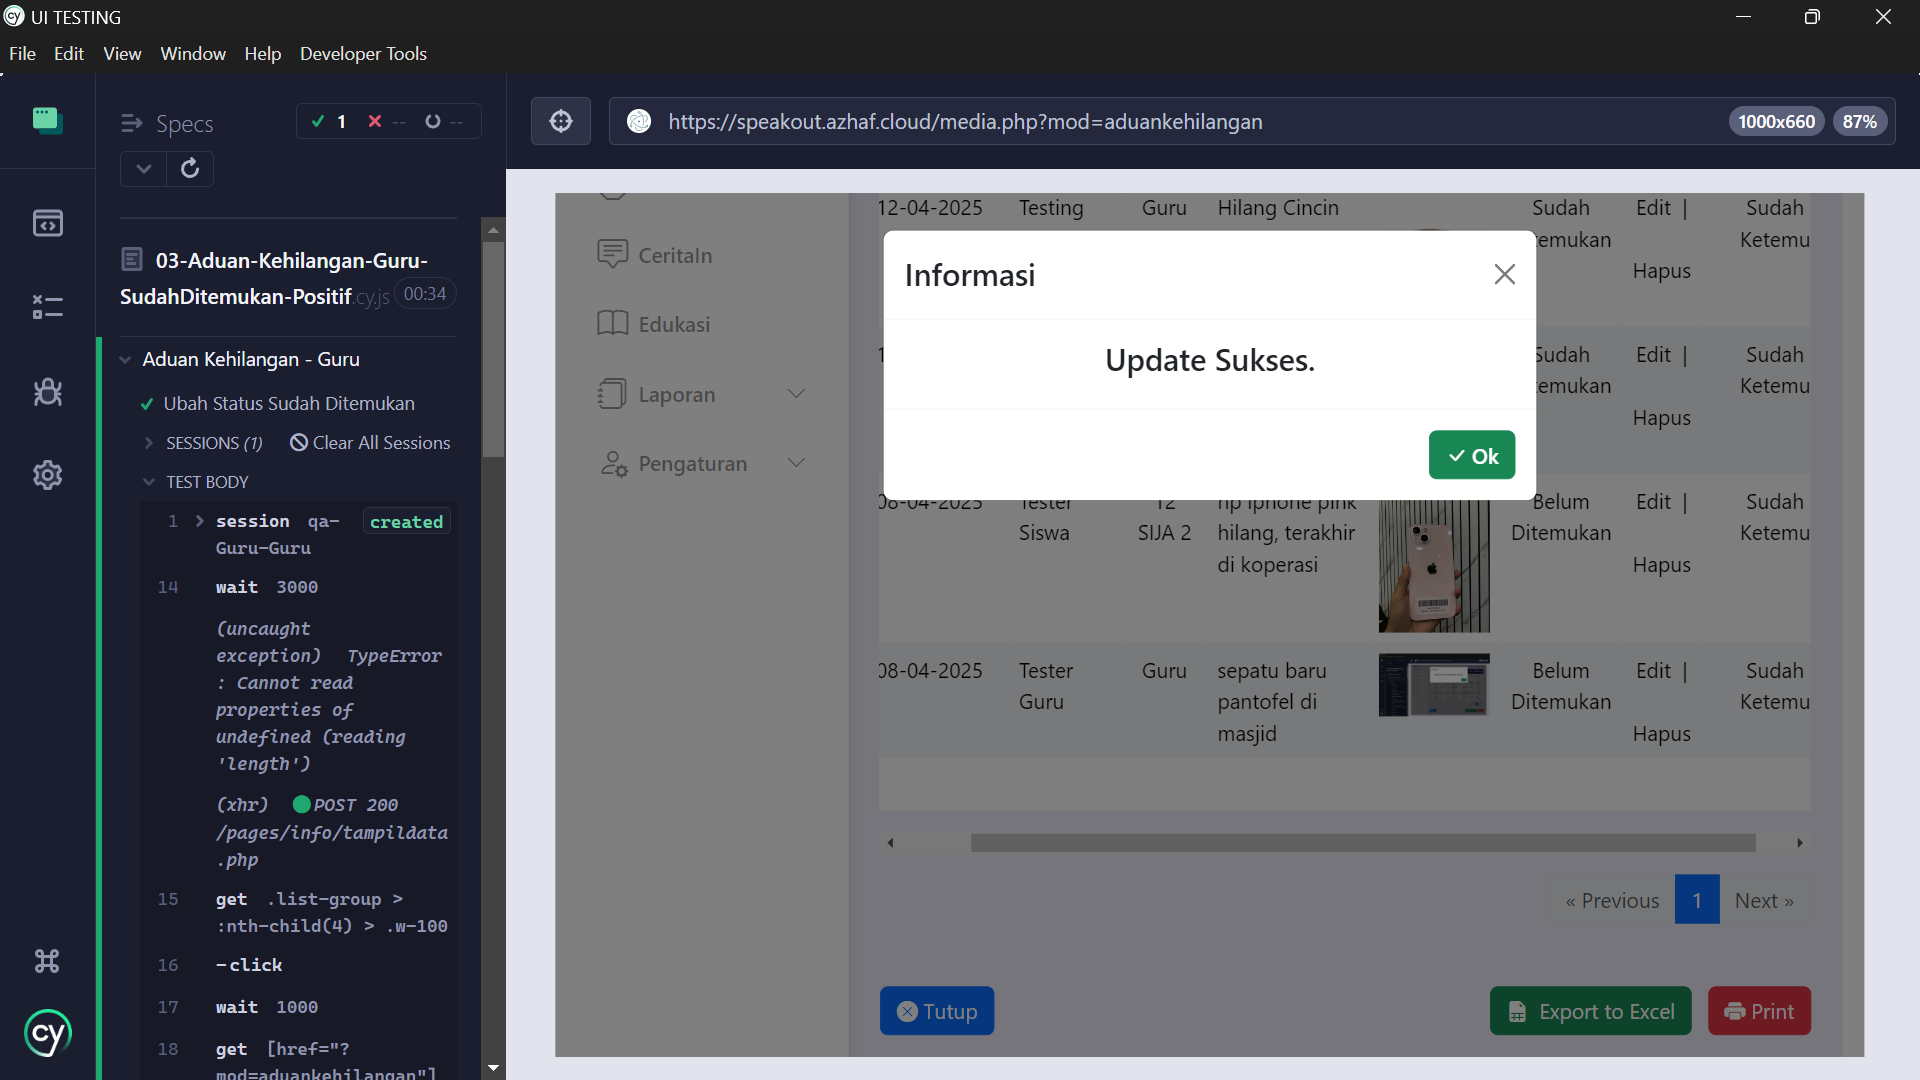 UI TESTING
File Edit View Window Help Developer Tools
Specs
1 -- --
https://speakout.azhaf.cloud/media.php?mod=aduankehilangan
1000x660 87%
03-Aduan-Kehilangan-Guru-
SudahDitemukan-Positif.cy.js 00:34
Aduan Kehilangan - Guru
Ubah Status Sudah Ditemukan
SESSIONS (1) Clear All Sessions
TEST BODY
1 session qa- created
Guru-Guru
14 wait 3000
(uncaught
exception) TypeError
: Cannot read
properties of
undefined (reading
'length')
(xhr) POST 200
/pages/info/tampildata
.php
15 get .list-group >
:nth-child(4) > .w-100
16 -click
17 wait 1000
18 get [href="?
mod=aduankehilangan"]
cy
CeritaIn
Edukasi
Laporan
Pengaturan
12-04-2025 Testing Guru Hilang Cincin Sudah Edit | Sudah
temukan Ketemu
Hapus
Informasi
Update Sukses.
Ok
1 Sudah Edit | Sudah
temukan Ketemu
Hapus
08-04-2025 Tester 12 hp iphone pink Belum Edit | Sudah
Siswa SIJA 2 hilang, terakhir Ditemukan Ketemu
di koperasi Hapus
08-04-2025 Tester Guru sepatu baru Belum Edit | Sudah
Guru pantofel di Ditemukan Ketemu
masjid Hapus
« Previous 1 Next »
Tutup Export to Excel Print